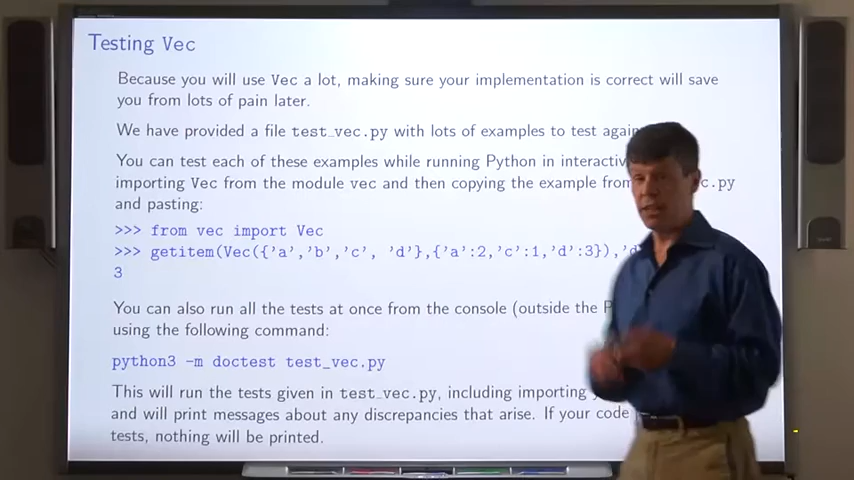 Testing Vec
Because you will use Vec a lot, making sure your implementation is correct will save
you from lots of pain later.
We have provided a file test_vec.py with lots of examples to test
You can test each of these examples while running Python in
importing Vec from the module vec and then copying the example
and pasting:
>>> from vec import Vec
>>> getitem(Vec({'a','b','c', 'd'},{'a':2,'c':1,'d':3}),'d
3
You can also run all the tests at once from the console (outside the
using the following command:
python3 -m doctest test_vec.py
This will run the tests given in test_vec.py, including importing
and will print messages about any discrepancies that arise. If your code
tests, nothing will be printed.